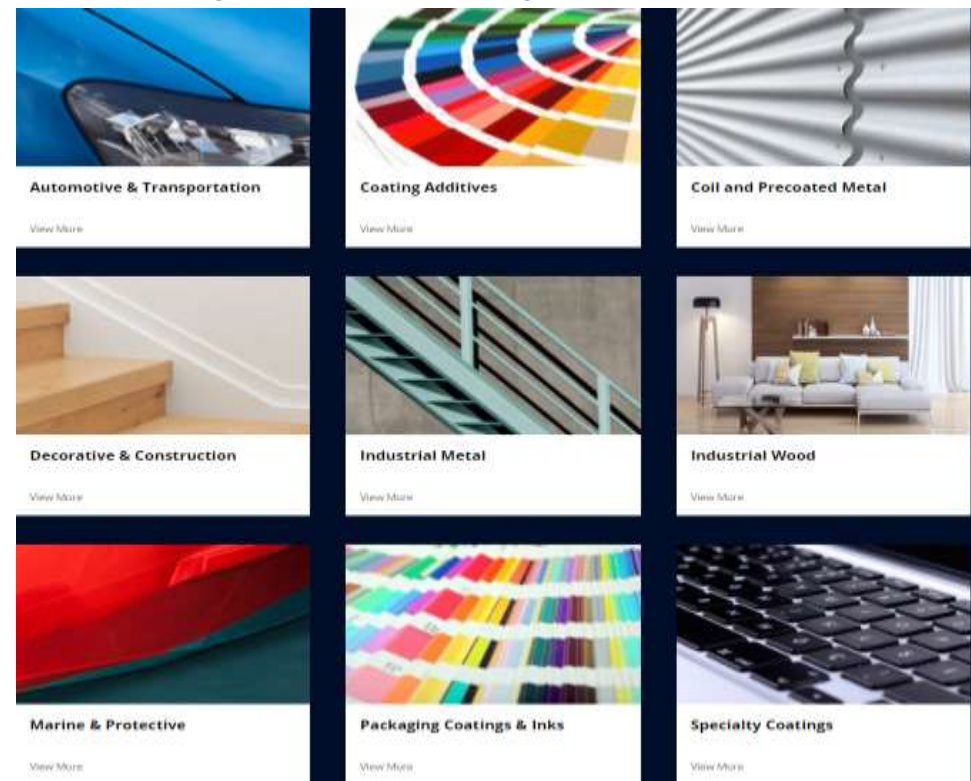 Automotive & Transportation
Coating Additives
Coil and Precoated Metal
View More
View More
View More
Decorative & Construction
Industrial Metal
Industrial Wood
View More
View More
View More
Marine & Protective
Packaging Coatings & Inks
Specialty Coatings
View More
View More
View More